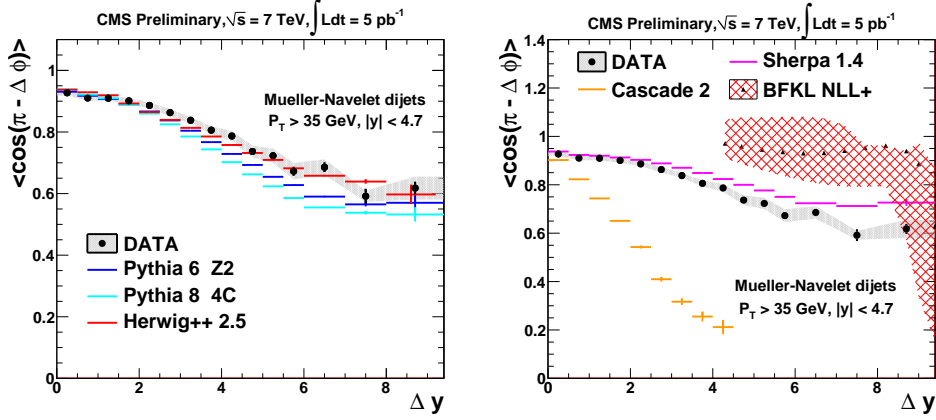 CMS Preliminary, √s = 7 TeV, ∫Ldt = 5 pb⁻¹
<cos(π - Δ ϕ)>
1
0.8
0.6
0.4
0.2
0
Mueller-Navelet dijets
P_T > 35 GeV, |y| < 4.7
DATA
Pythia 6 Z2
Pythia 8 4C
Herwig++ 2.5
0 2 4 6 8
Δ y
CMS Preliminary, √s = 7 TeV, ∫Ldt = 5 pb⁻¹
<cos(π - Δ ϕ)>
1.4
1.2
1
0.8
0.6
0.4
0.2
0
DATA
Cascade 2
Sherpa 1.4
BFKL NLL+
Mueller-Navelet dijets
P_T > 35 GeV, |y| < 4.7
0 2 4 6 8
Δ y